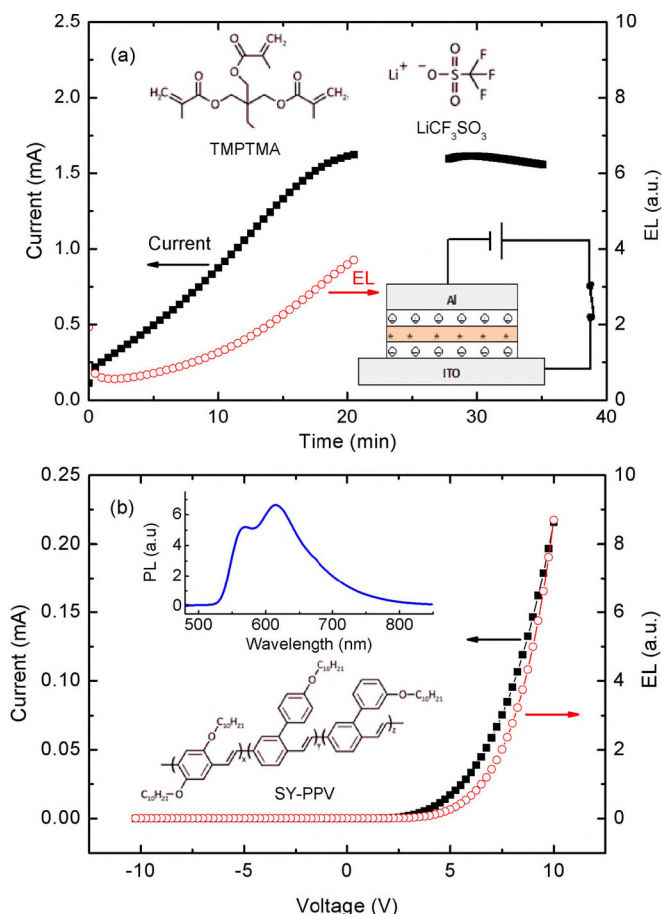 (a)
2.5
2.0
1.5
1.0
0.5
0.0
Current (mA)
10
8
6
4
2
0
EL (a.u.)
0
10
20
30
40
Time (min)
O
CH₂
O
O
O
H₂C
O
O
CH₂
TMPTMA
Li⁺
⁻O
O
S
O
F
F
F
LiCF₃SO₃
Current
EL
Al
ITO
(b)
0.25
0.20
0.15
0.10
0.05
0.00
Current (mA)
10
8
6
4
2
0
EL (a.u.)
-10
-5
0
5
10
Voltage (V)
PL (a.u)
6
4
2
0
500
600
700
800
Wavelength (nm)
O
C₁₀H₂₁
O
C₁₀H₂₁
C₁₀H₂₁
O
O
C₁₀H₂₁
x
Y
z
SY-PPV